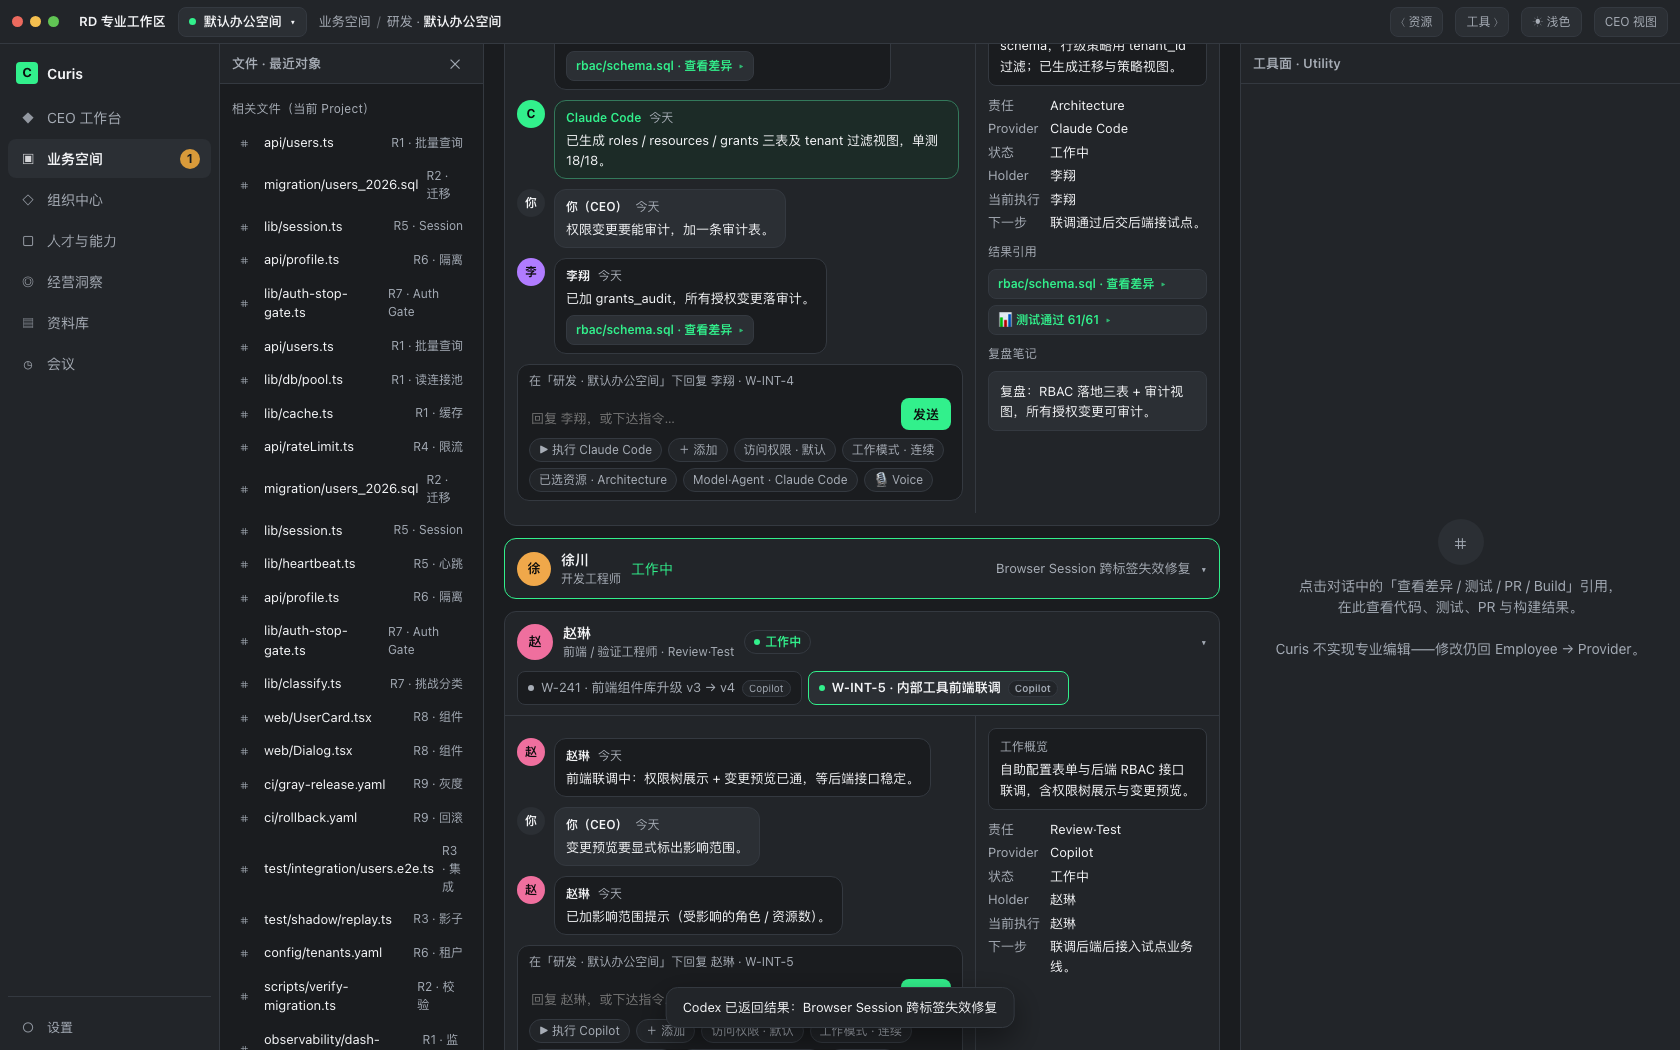 RD 专业工作区
默认办公空间 ▾
业务空间 / 研发 · 默认办公空间
〈 资源
工具 〉
☀ 浅色
CEO 视图
C Curis
CEO 工作台
业务空间 1
组织中心
人才与能力
经营洞察
资料库
会议
设置
文件 · 最近对象
相关文件（当前 Project）
# api/users.ts R1 · 批量查询
# migration/users_2026.sql R2 · 迁移
# lib/session.ts R5 · Session
# api/profile.ts R6 · 隔离
# lib/auth-stop-gate.ts R7 · Auth Gate
# api/users.ts R1 · 批量查询
# lib/db/pool.ts R1 · 读连接池
# lib/cache.ts R1 · 缓存
# api/rateLimit.ts R4 · 限流
# migration/users_2026.sql R2 · 迁移
# lib/session.ts R5 · Session
# lib/heartbeat.ts R5 · 心跳
# api/profile.ts R6 · 隔离
# lib/auth-stop-gate.ts R7 · Auth Gate
# lib/classify.ts R7 · 挑战分类
# web/UserCard.tsx R8 · 组件
# web/Dialog.tsx R8 · 组件
# ci/gray-release.yaml R9 · 灰度
# ci/rollback.yaml R9 · 回滚
# test/integration/users.e2e.ts R3 · 集成
# test/shadow/replay.ts R3 · 影子
# config/tenants.yaml R6 · 租户
# scripts/verify-migration.ts R2 · 校验
observability/dash- R1 · 监
rbac/schema.sql · 查看差异 ▸
C
Claude Code 今天
已生成 roles / resources / grants 三表及 tenant 过滤视图，单测
18/18。
你
你（CEO） 今天
权限变更要能审计，加一条审计表。
李
李翔 今天
已加 grants_audit，所有授权变更落审计。
rbac/schema.sql · 查看差异 ▸
在「研发 · 默认办公空间」下回复 李翔 · W-INT-4
回复 李翔，或下达指令…
发送
▶ 执行 Claude Code
＋ 添加
访问权限 · 默认
工作模式 · 连续
已选资源 · Architecture
Model·Agent · Claude Code
🎙 Voice
schema，行级策略用 tenant_id
过滤；已生成迁移与策略视图。
责任 Architecture
Provider Claude Code
状态 工作中
Holder 李翔
当前执行 李翔
下一步 联调通过后交后端接试点。
结果引用
rbac/schema.sql · 查看差异 ▸
📊 测试通过 61/61 ▸
复盘笔记
复盘：RBAC 落地三表 + 审计视
图，所有授权变更可审计。
徐
徐川
开发工程师
工作中
Browser Session 跨标签失效修复 ▾
赵
赵琳
前端 / 验证工程师 · Review·Test
工作中
▾
W-241 · 前端组件库升级 v3 → v4 Copilot
W-INT-5 · 内部工具前端联调 Copilot
赵
赵琳 今天
前端联调中：权限树展示 + 变更预览已通，等后端接口稳定。
你
你（CEO） 今天
变更预览要显式标出影响范围。
赵
赵琳 今天
已加影响范围提示（受影响的角色 / 资源数）。
在「研发 · 默认办公空间」下回复 赵琳 · W-INT-5
回复 赵琳，或下达指令
▶ 执行 Copilot
＋ 添加
访问权限 · 默认
工作模式 · 连续
工作概览
自助配置表单与后端 RBAC 接口
联调，含权限树展示与变更预览。
责任 Review·Test
Provider Copilot
状态 工作中
Holder 赵琳
当前执行 赵琳
下一步 联调后端后接入试点业务
线。
Codex 已返回结果：Browser Session 跨标签失效修复
工具面 · Utility
#
点击对话中的「查看差异 / 测试 / PR / Build」引用，
在此查看代码、测试、PR 与构建结果。
Curis 不实现专业编辑——修改仍回 Employee → Provider。